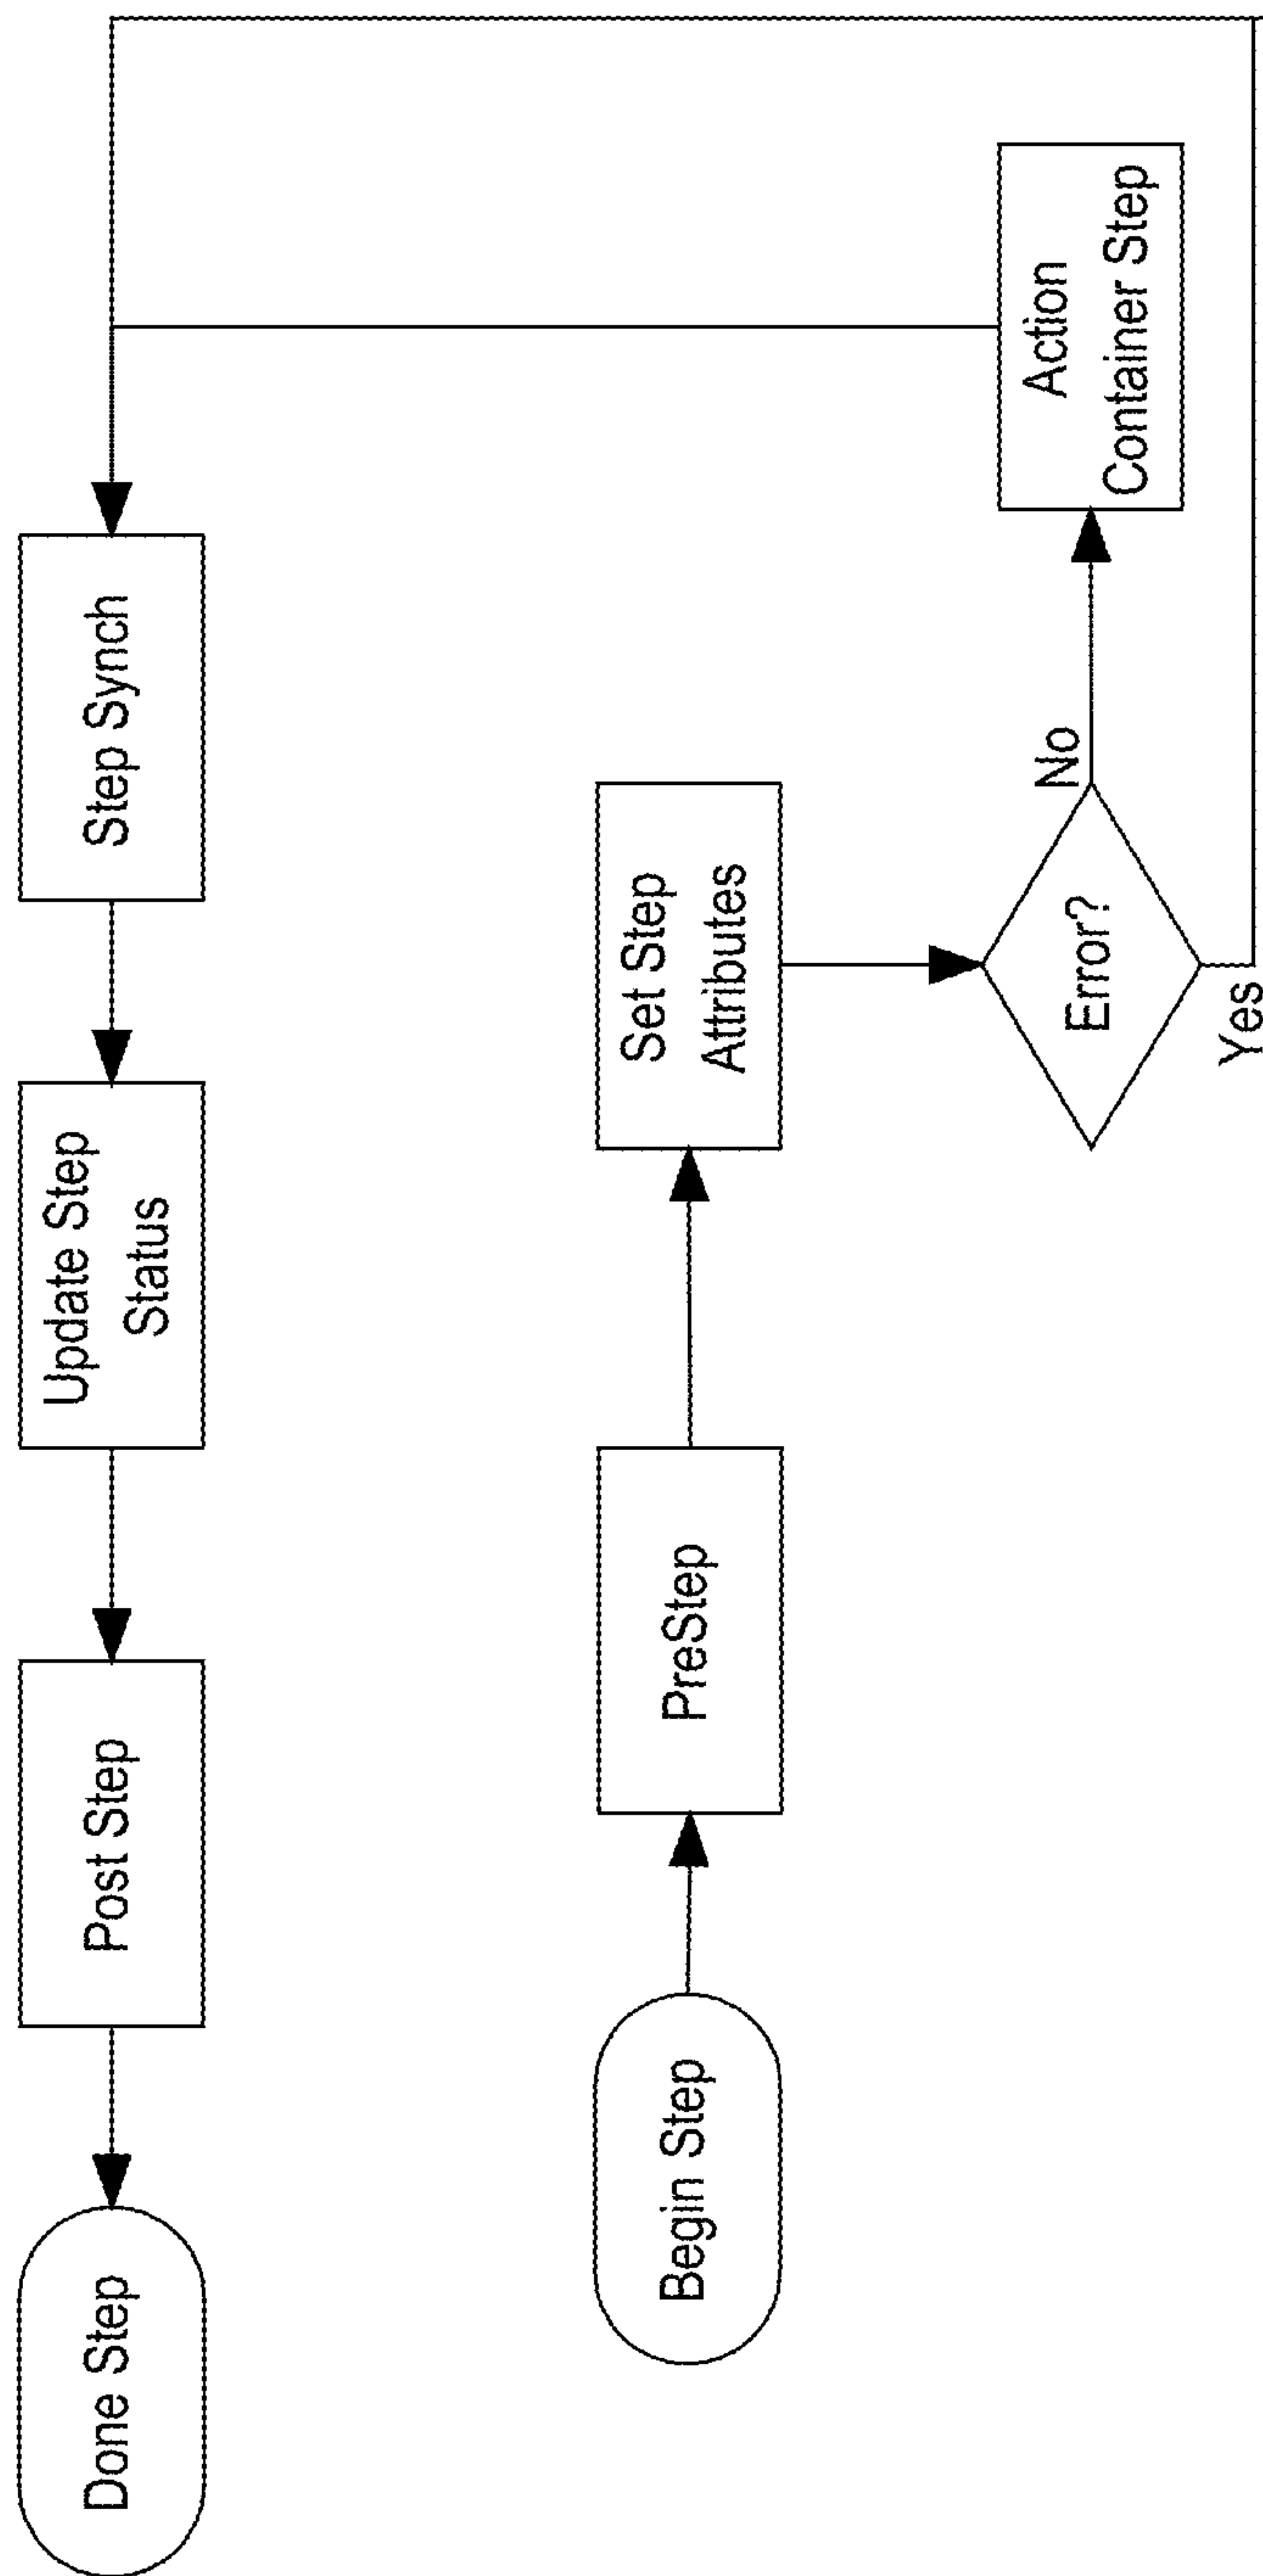 Done Step
Post Step
Update Step
Status
Step Synch
Begin Step
PreStep
Set Step
Attributes
Error?
No
Yes
Action
Container Step